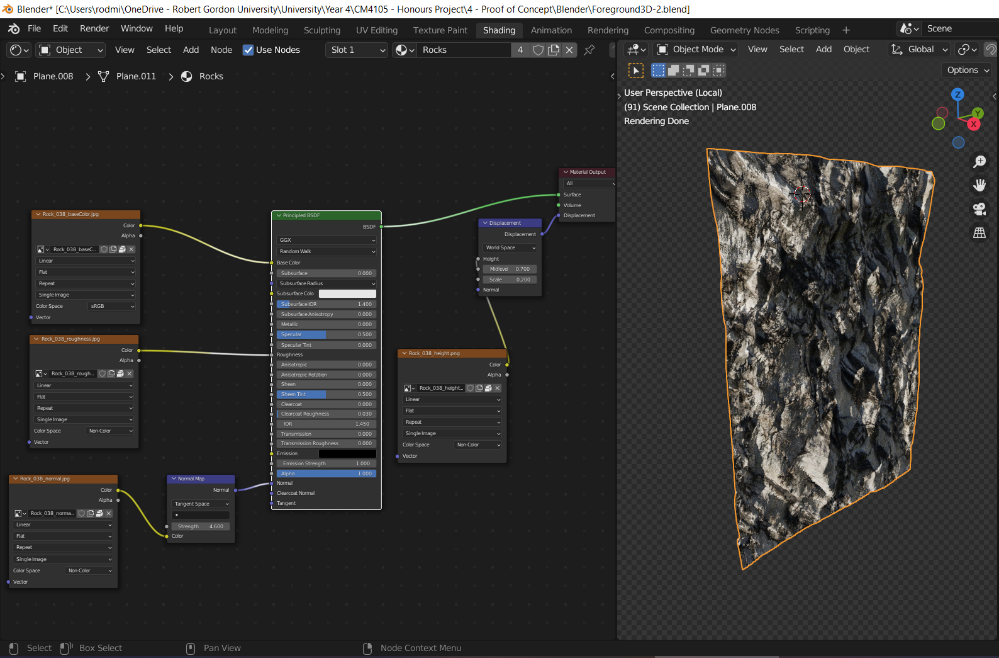 Blender* [C:\Users\rodmi\OneDrive - Robert Gordon University\University\Year 4\CM4105 - Honours Project\4 - Proof of Concept\Blender\Foreground3D-2.blend]
File Edit Render Window Help Layout Modeling Sculpting UV Editing Texture Paint Shading Animation Rendering Compositing Geometry Nodes Scripting + Scene
Object View Select Add Node Use Nodes Slot 1 Rocks 4
Object Mode View Select Add Object Global
Options
Plane.008 > Plane.011 > Rocks
User Perspective (Local)
(91) Scene Collection | Plane.008
Rendering Done
Z
Y
X
Material Output
All
Surface
Volume
Displacement
Rock_038_baseColor.jpg
Color
Alpha
Rock_038_baseC...
Linear
Flat
Repeat
Single Image
Color Space sRGB
Vector
Rock_038_roughness.jpg
Color
Alpha
Rock_038_rough...
Linear
Flat
Repeat
Single Image
Color Space Non-Color
Vector
Rock_038_normal.jpg
Color
Alpha
Rock_038_norma...
Linear
Flat
Repeat
Single Image
Color Space Non-Color
Vector
Normal Map
Normal
Tangent Space
Strength 4.600
Color
Principled BSDF
BSDF
GGX
Random Walk
Base Color
Subsurface 0.000
Subsurface Radius
Subsurface Colo
Subsurface IOR 1.400
Subsurface Anisotropy 0.000
Metallic 0.000
Specular 0.500
Specular Tint 0.000
Roughness
Anisotropic 0.000
Anisotropic Rotation 0.000
Sheen 0.000
Sheen Tint 0.500
Clearcoat 0.000
Clearcoat Roughness 0.030
IOR 1.450
Transmission 0.000
Transmission Roughness 0.000
Emission
Emission Strength 1.000
Alpha 1.000
Normal
Clearcoat Normal
Tangent
Displacement
Displacement
World Space
Height
Midlevel 0.700
Scale 0.200
Normal
Rock_038_height.png
Color
Alpha
Rock_038_height...
Linear
Flat
Repeat
Single Image
Color Space Non-Color
Vector
Select Box Select Pan View Node Context Menu